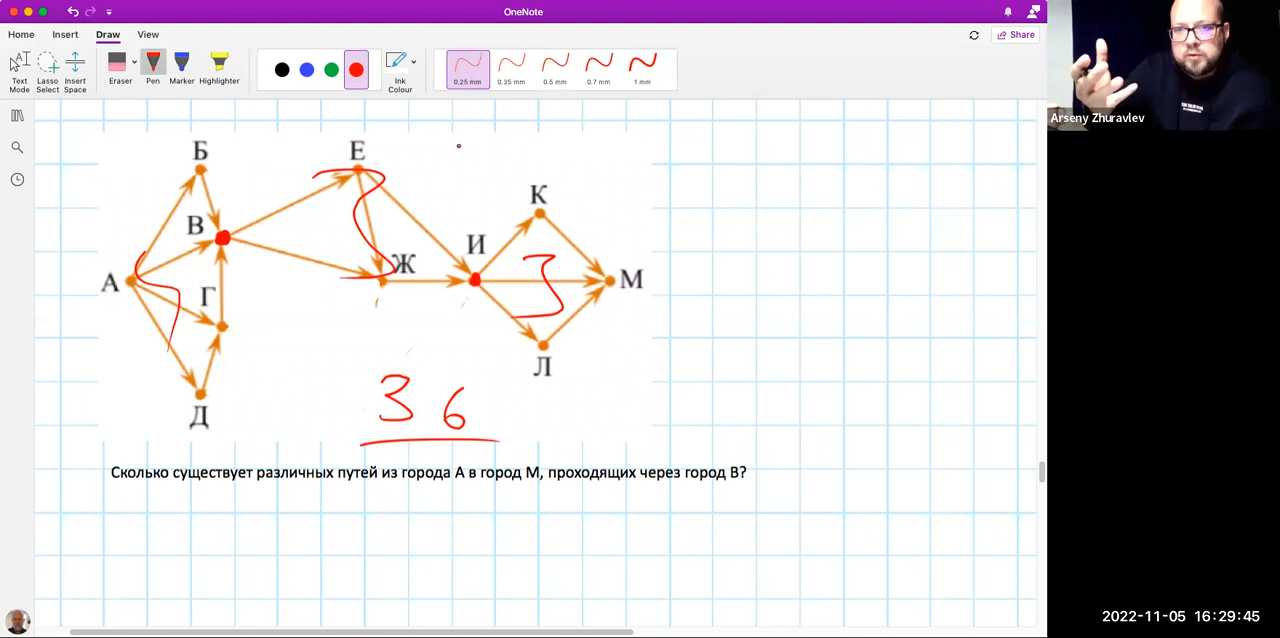 OneNote
Home Insert Draw View
Share
Text Mode
Lasso Select
Insert Space
Eraser
Pen
Marker
Highlighter
Ink Colour
0.25 mm
0.35 mm
0.5 mm
0.7 mm
1 mm
Arseny Zhuravlev
Б
Е
К
В
И
Ж
А
М
Г
3
Л
Д
36
Сколько существует различных путей из города А в город М, проходящих через город В?
2022-11-05 16:29:45